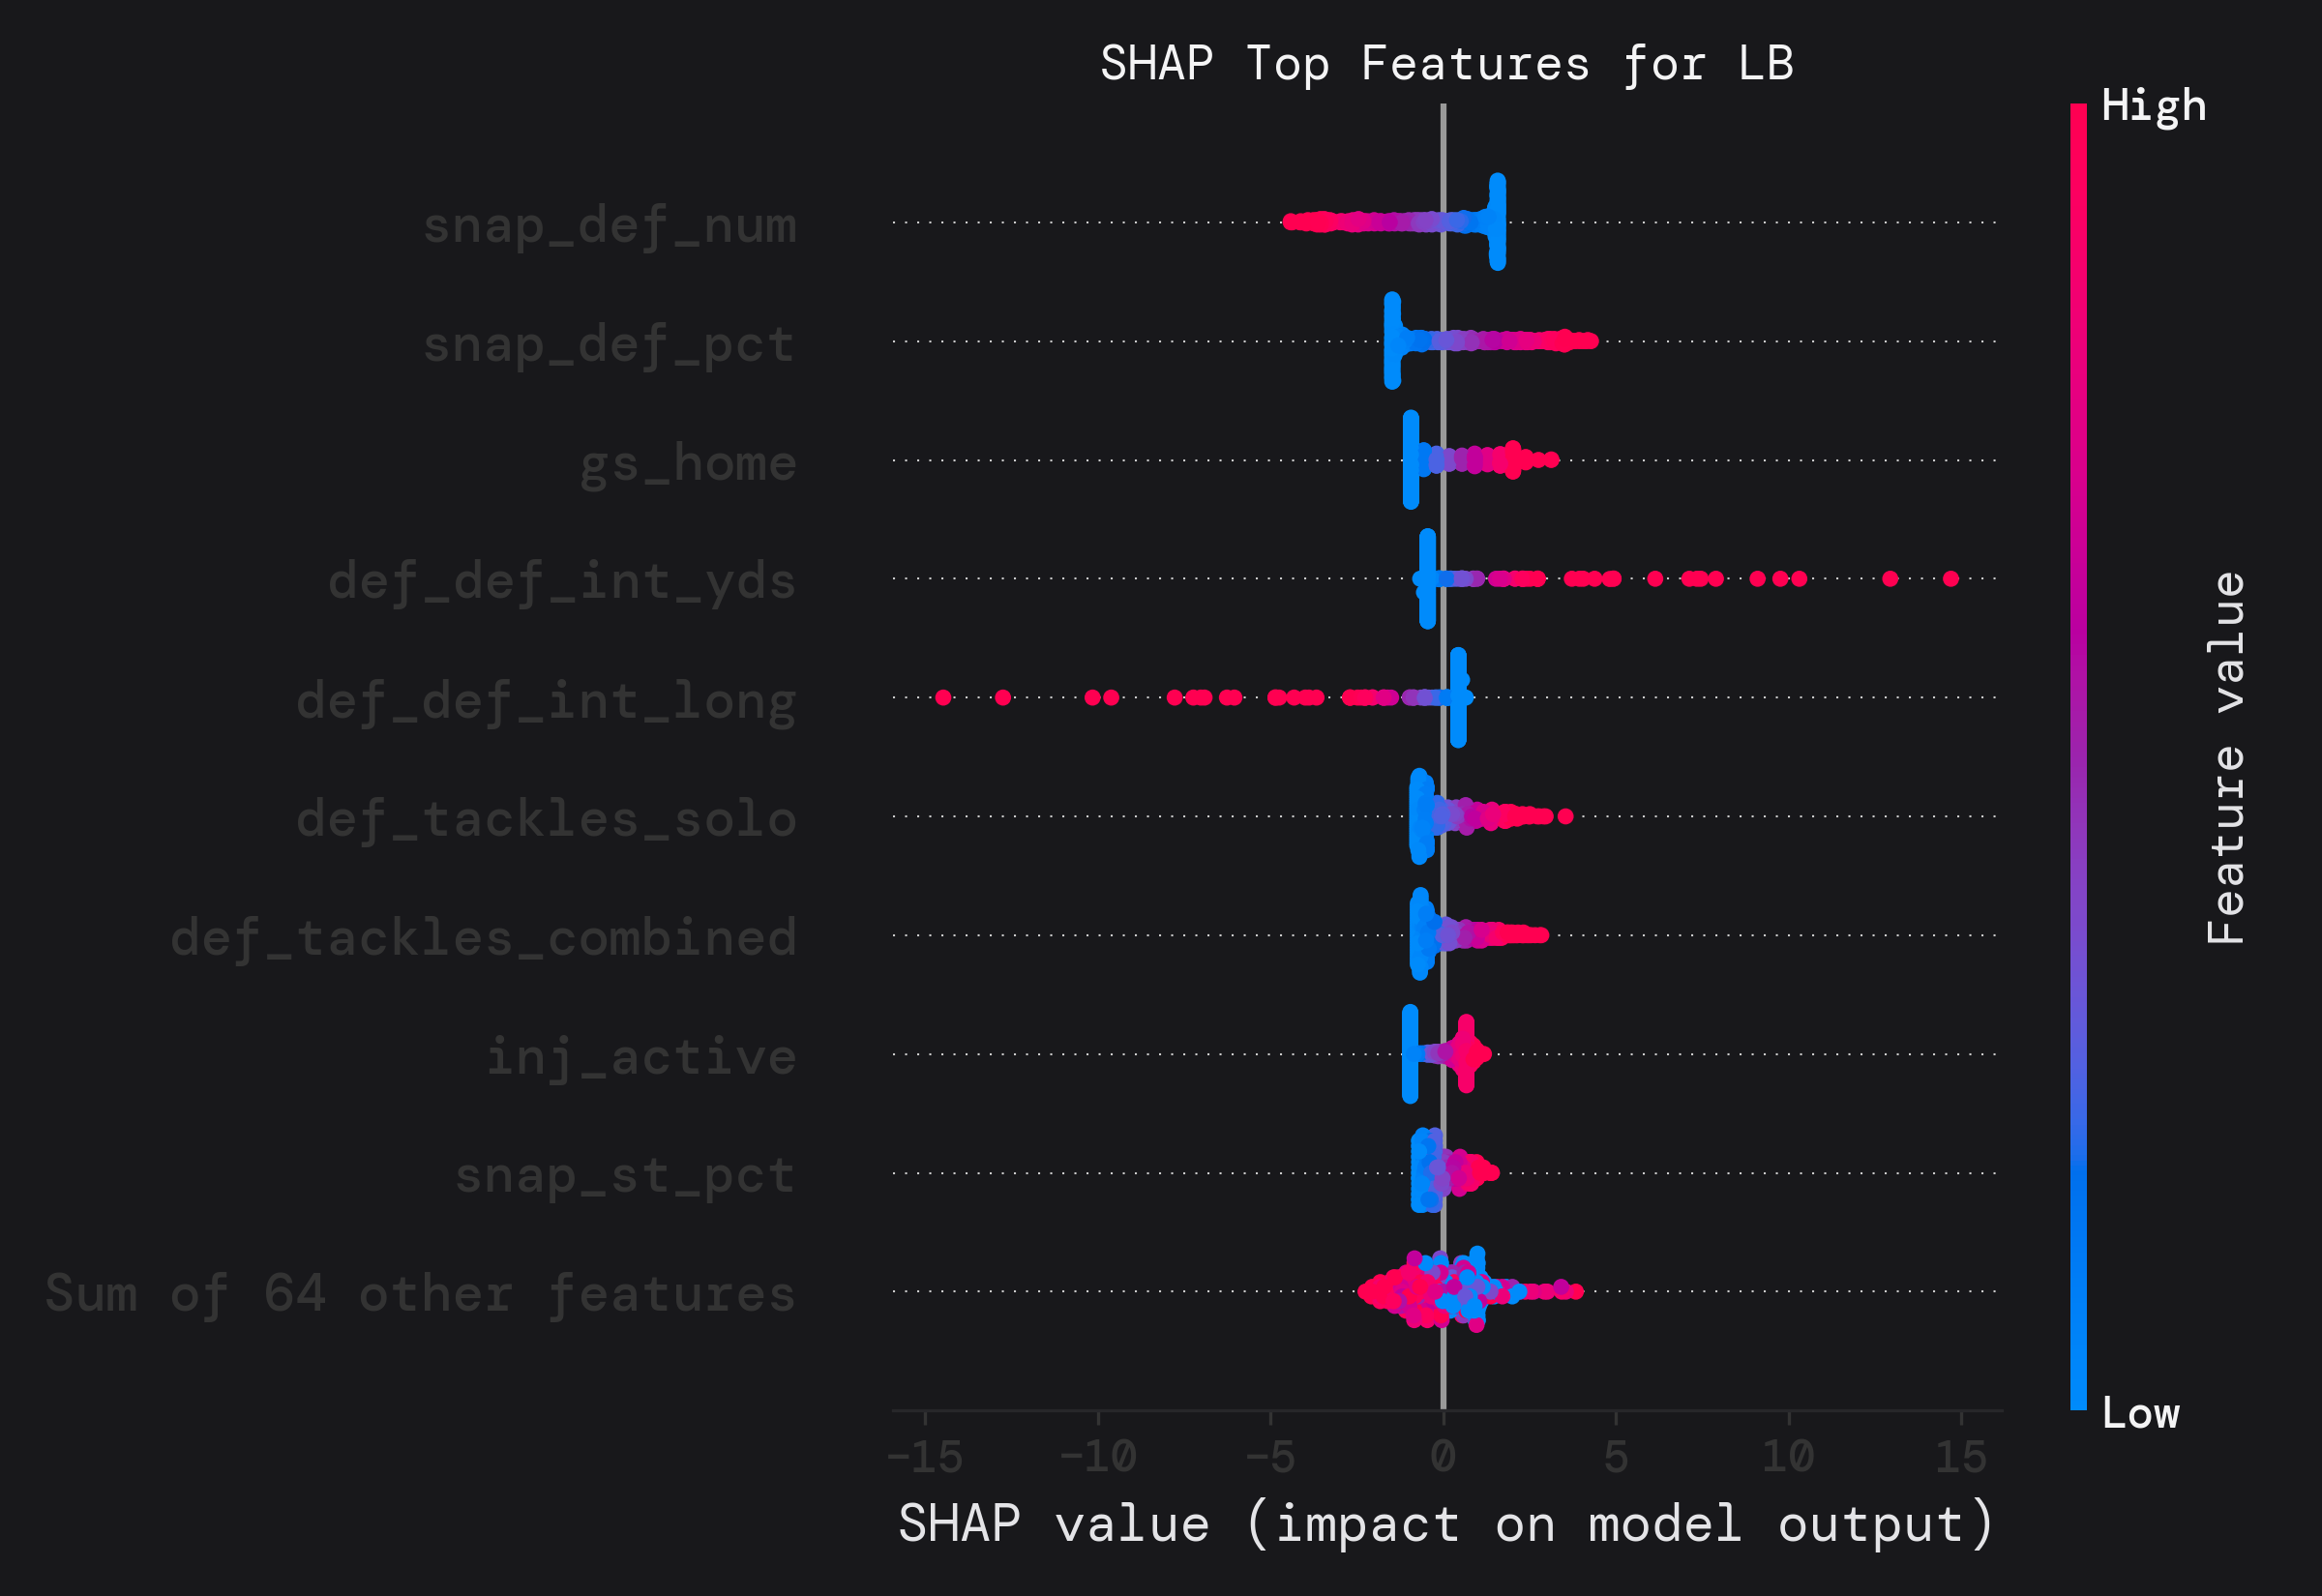 SHAP Top Features for LB
High
snap_def_num
snap_def_pct
gs_home
def_def_int_yds
def_def_int_long
def_tackles_solo
def_tackles_combined
inj_active
snap_st_pct
Sum of 64 other features
Feature value
Low
−15 −10 −5 0 5 10 15
SHAP value (impact on model output)